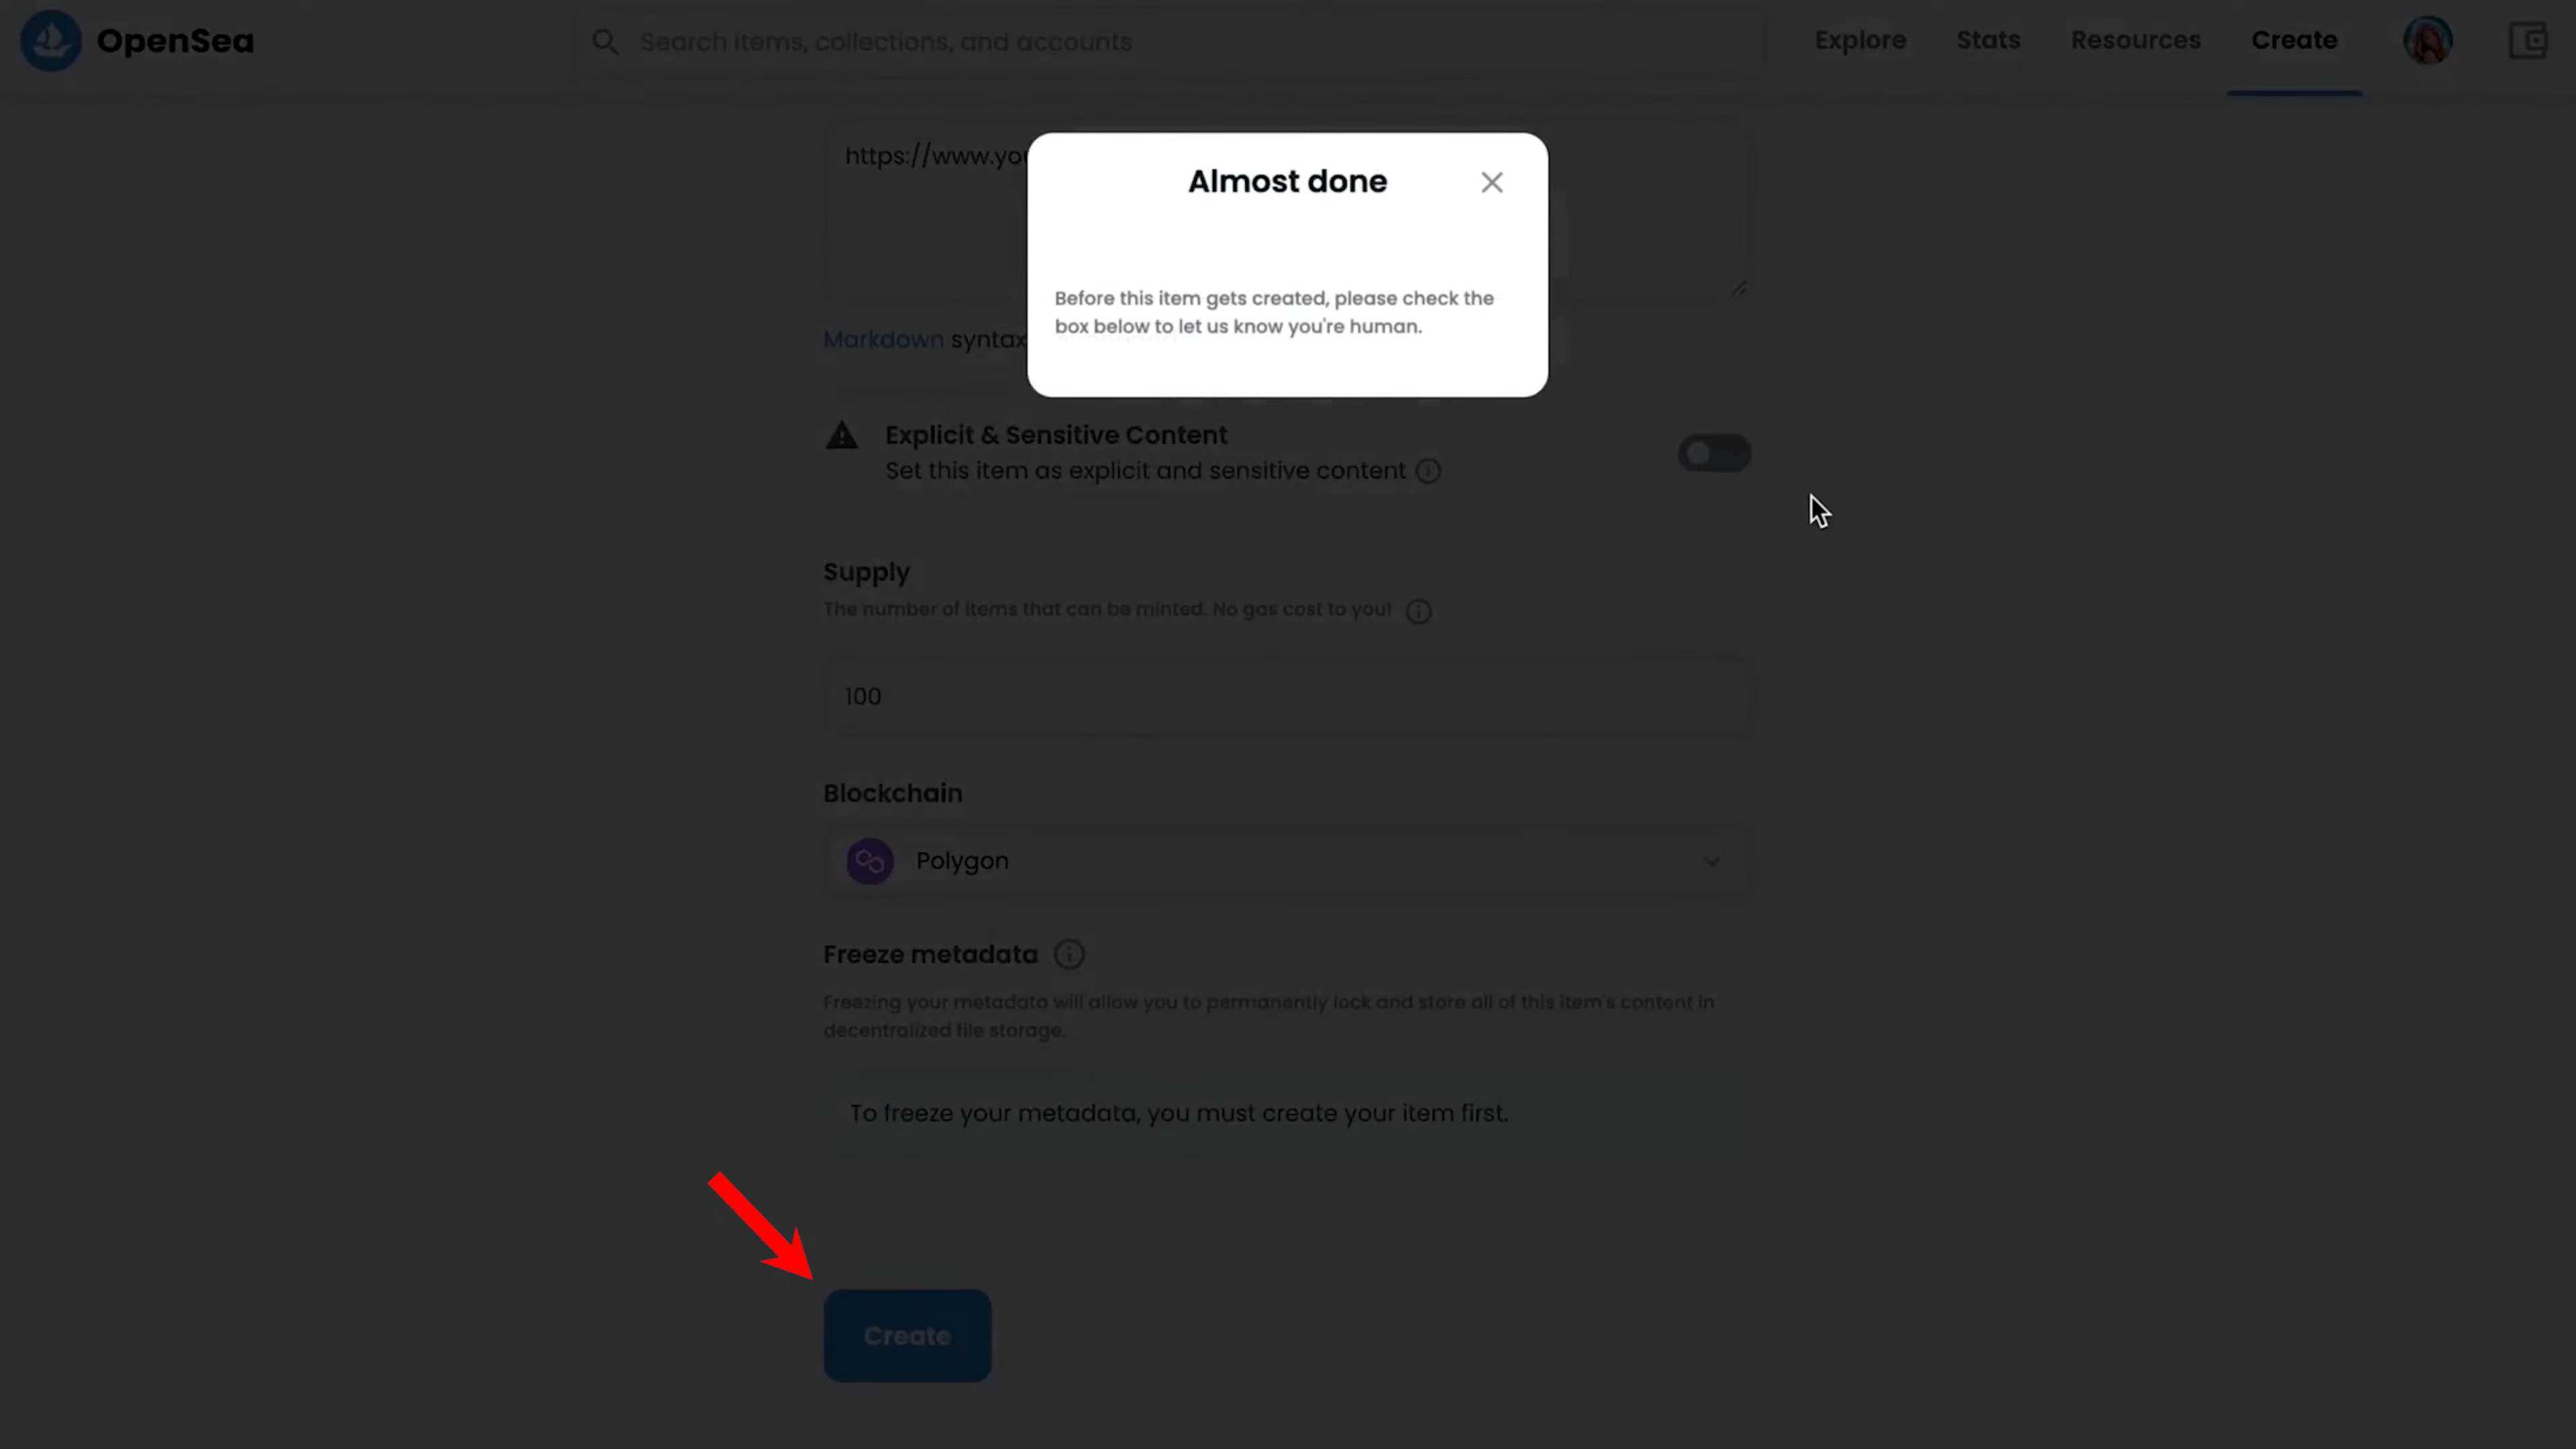 OpenSea
Search items, collections, and accounts
Explore
Stats
Resources
Create
https://www.you
Almost done
Before this item gets created, please check the
box below to let us know you're human.
Markdown syntax
Explicit & Sensitive Content
Set this item as explicit and sensitive content
Supply
The number of items that can be minted. No gas cost to you!
100
Blockchain
Polygon
Freeze metadata
Freezing your metadata will allow you to permanently lock and store all of this item's content in
decentralized file storage.
To freeze your metadata, you must create your item first.
Create